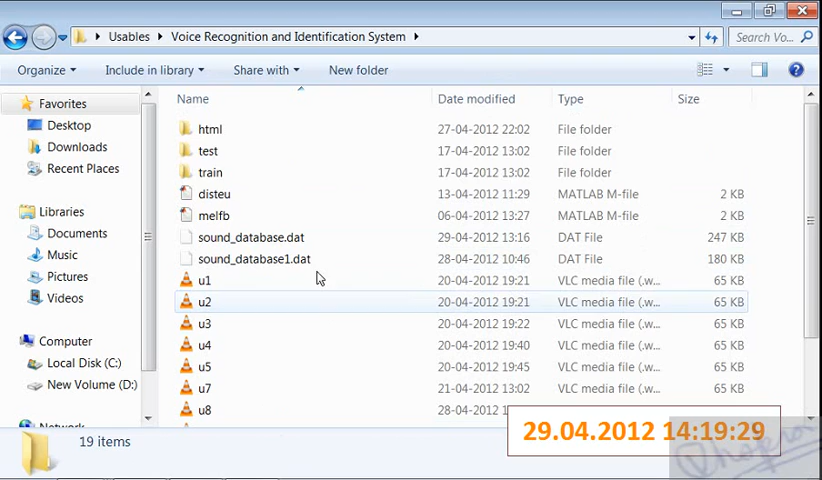 Usables
Voice Recognition and Identification System
Search Vo...
Organize
Include in library
Share with
New folder
Favorites
Desktop
Downloads
Recent Places
Libraries
Documents
Music
Pictures
Videos
Computer
Local Disk (C:)
New Volume (D:)
Network
Name Date modified Type Size
html 27-04-2012 22:02 File folder
test 17-04-2012 13:02 File folder
train 17-04-2012 13:02 File folder
disteu 13-04-2012 11:29 MATLAB M-file 2 KB
melfb 06-04-2012 13:27 MATLAB M-file 2 KB
sound_database.dat 29-04-2012 13:16 DAT File 247 KB
sound_database1.dat 28-04-2012 10:46 DAT File 180 KB
u1 20-04-2012 19:21 VLC media file (.w... 65 KB
u2 20-04-2012 19:21 VLC media file (.w... 65 KB
u3 20-04-2012 19:22 VLC media file (.w... 65 KB
u4 20-04-2012 19:40 VLC media file (.w... 65 KB
u5 20-04-2012 19:45 VLC media file (.w... 65 KB
u7 21-04-2012 13:02 VLC media file (.w... 65 KB
u8 28-04-2012
29.04.2012 14:19:29
19 items